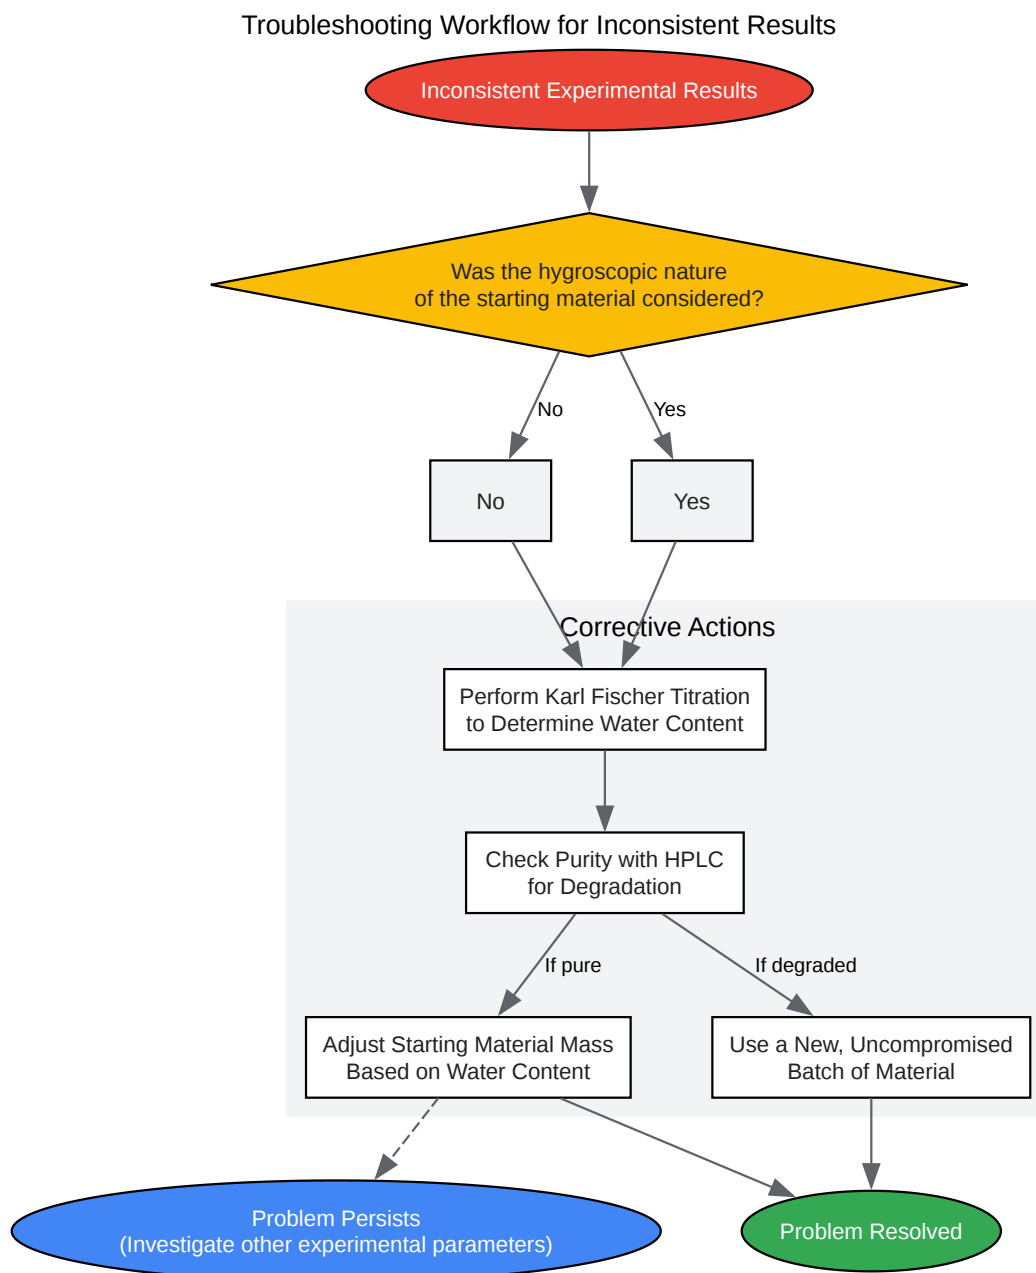 Troubleshooting Workflow for Inconsistent Results
Inconsistent Experimental Results
Was the hygroscopic nature
of the starting material considered?
No
Yes
No
Yes
Corrective Actions
Perform Karl Fischer Titration
to Determine Water Content
Check Purity with HPLC
for Degradation
If pure
If degraded
Adjust Starting Material Mass
Based on Water Content
Use a New, Uncompromised
Batch of Material
Problem Persists
(Investigate other experimental parameters)
Problem Resolved